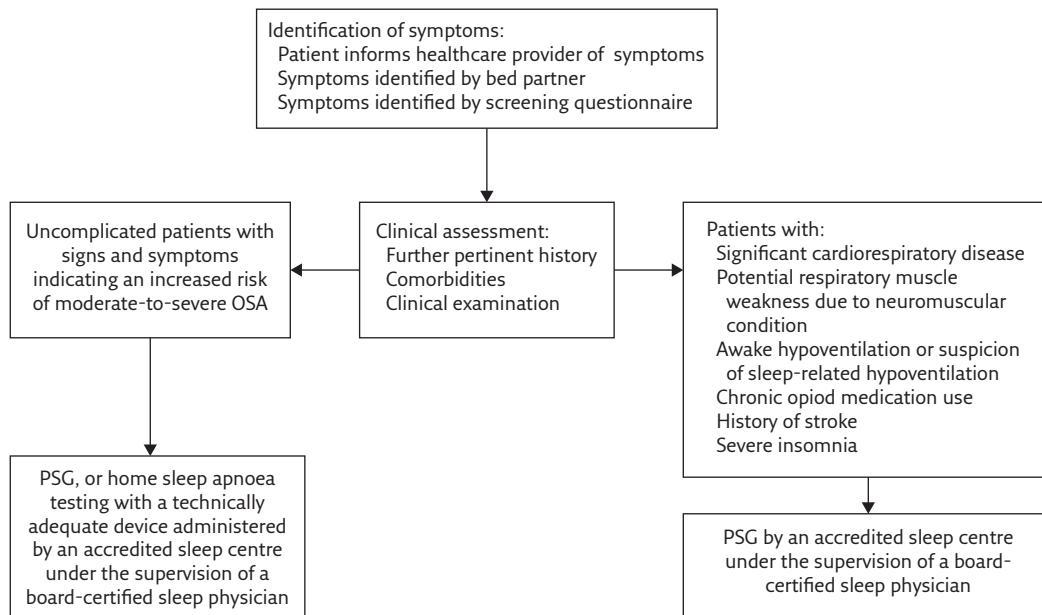 Identification of symptoms:
Patient informs healthcare provider of symptoms
Symptoms identified by bed partner
Symptoms identified by screening questionnaire
Uncomplicated patients with
signs and symptoms
indicating an increased risk
of moderate-to-severe OSA
Clinical assessment:
Further pertinent history
Comorbidities
Clinical examination
Patients with:
Significant cardiorespiratory disease
Potential respiratory muscle
weakness due to neuromuscular
condition
Awake hypoventilation or suspicion
of sleep-related hypoventilation
Chronic opiod medication use
History of stroke
Severe insomnia
PSG, or home sleep apnoea
testing with a technically
adequate device administered
by an accredited sleep centre
under the supervision of a
board-certified sleep physician
PSG by an accredited sleep centre
under the supervision of a board-
certified sleep physician